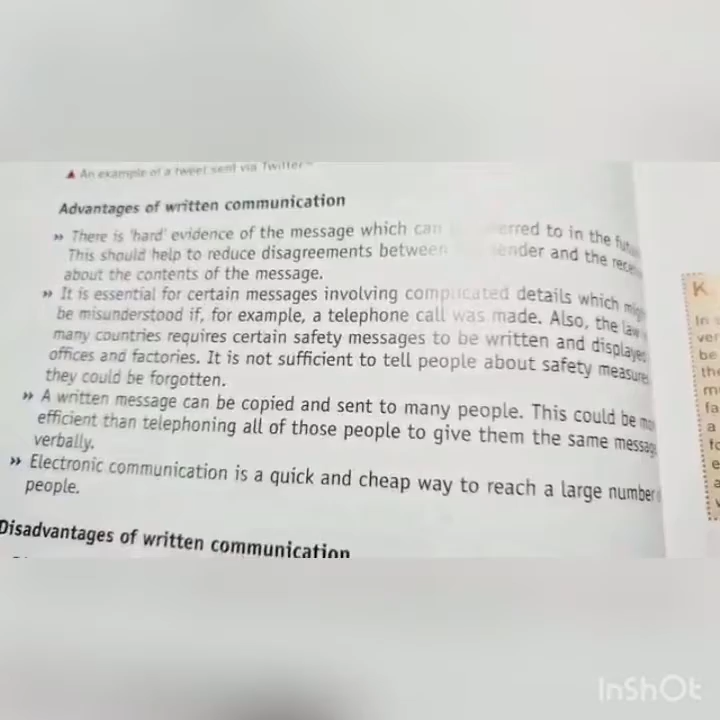 ▲ An example of a tweet sent via Twitter
Advantages of written communication
» There is 'hard' evidence of the message which can erred to in the
This should help to reduce disagreements between ender and the
about the contents of the message.
» It is essential for certain messages involving complicated details which
be misunderstood if, for example, a telephone call was made. Also, the law
many countries requires certain safety messages to be written and displayed
offices and factories. It is not sufficient to tell people about safety measures
they could be forgotten.
» A written message can be copied and sent to many people. This could be
efficient than telephoning all of those people to give them the same message
verbally.
» Electronic communication is a quick and cheap way to reach a large number
people.
Disadvantages of written communication
K
In
ver
be
the
m
fa
a
fo
e
a
InShOt